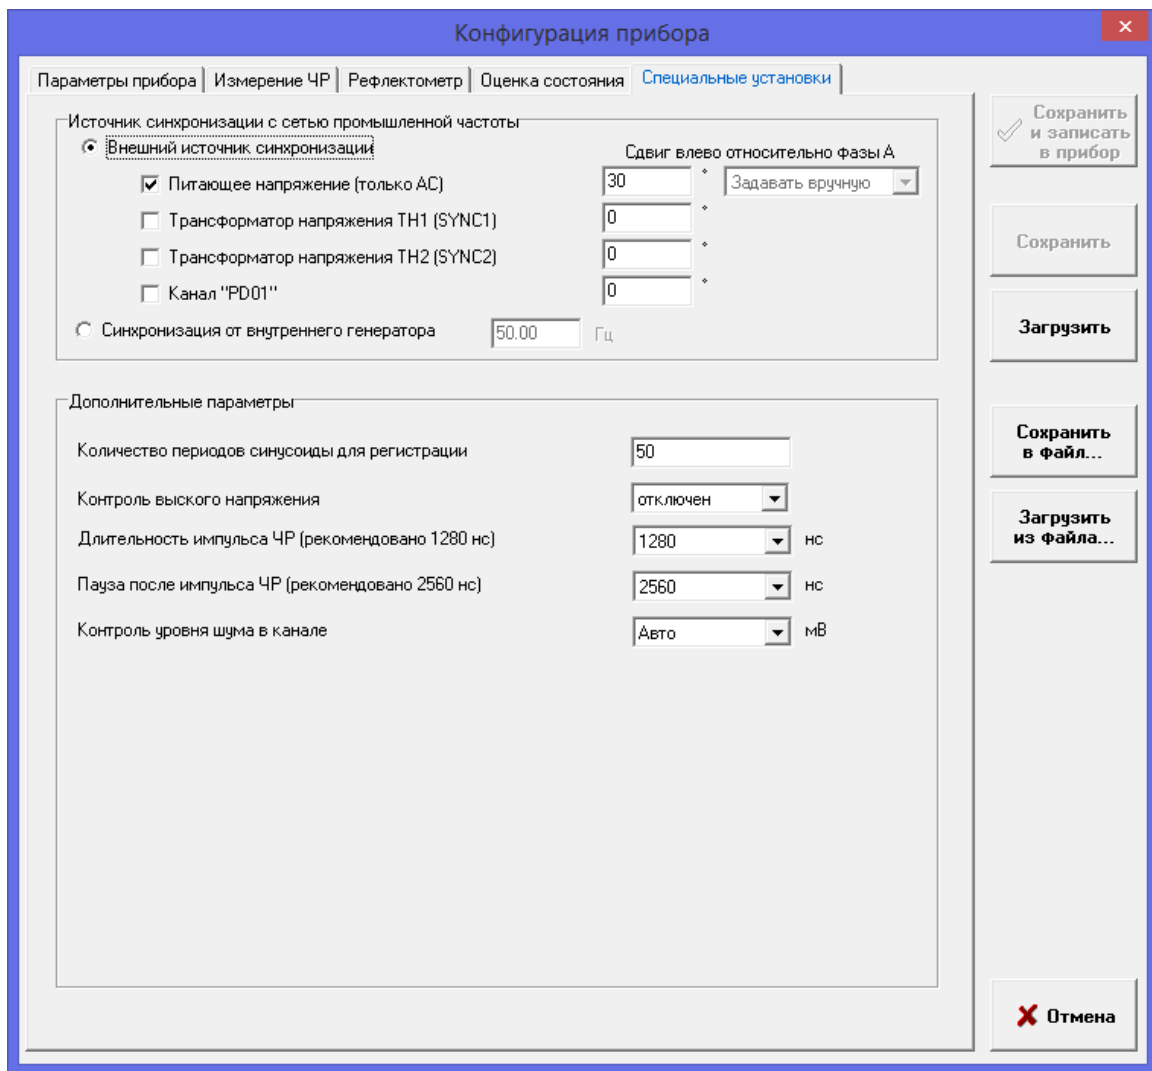 Конфигурация прибора
Параметры прибора
Измерение ЧР
Рефлектометр
Оценка состояния
Специальные установки
Источник синхронизации с сетью промышленной частоты
Внешний источник синхронизации
Сдвиг влево относительно фазы А
Питающее напряжение (только AC)
30 ° Задавать вручную
Трансформатор напряжения ТН1 (SYNC1)
0 °
Трансформатор напряжения ТН2 (SYNC2)
0 °
Канал "PD01"
0 °
Синхронизация от внутреннего генератора
50.00 Гц
Дополнительные параметры
Количество периодов синусоиды для регистрации
50
Контроль выского напряжения
отключен
Длительность импульса ЧР (рекомендовано 1280 нс)
1280 нс
Пауза после импульса ЧР (рекомендовано 2560 нс)
2560 нс
Контроль уровня шума в канале
Авто мВ
Сохранить
и записать
в прибор
Сохранить
Загрузить
Сохранить
в файл...
Загрузить
из файла...
Отмена